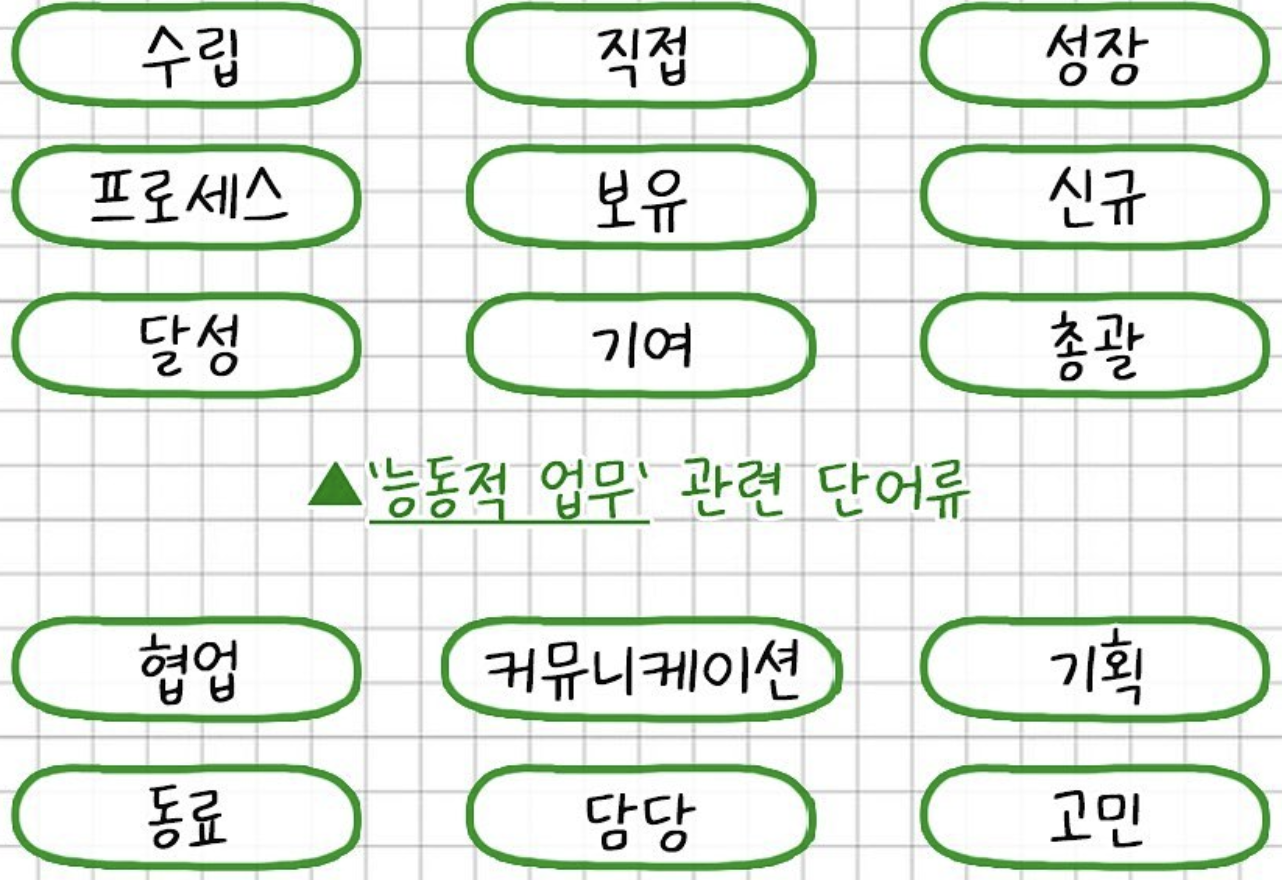 수립 직접 성장
프로세스 보유 신규
달성 기여 총괄
▲'능동적 업무' 관련 단어류
협업 커뮤니케이션 기획
동료 담당 고민